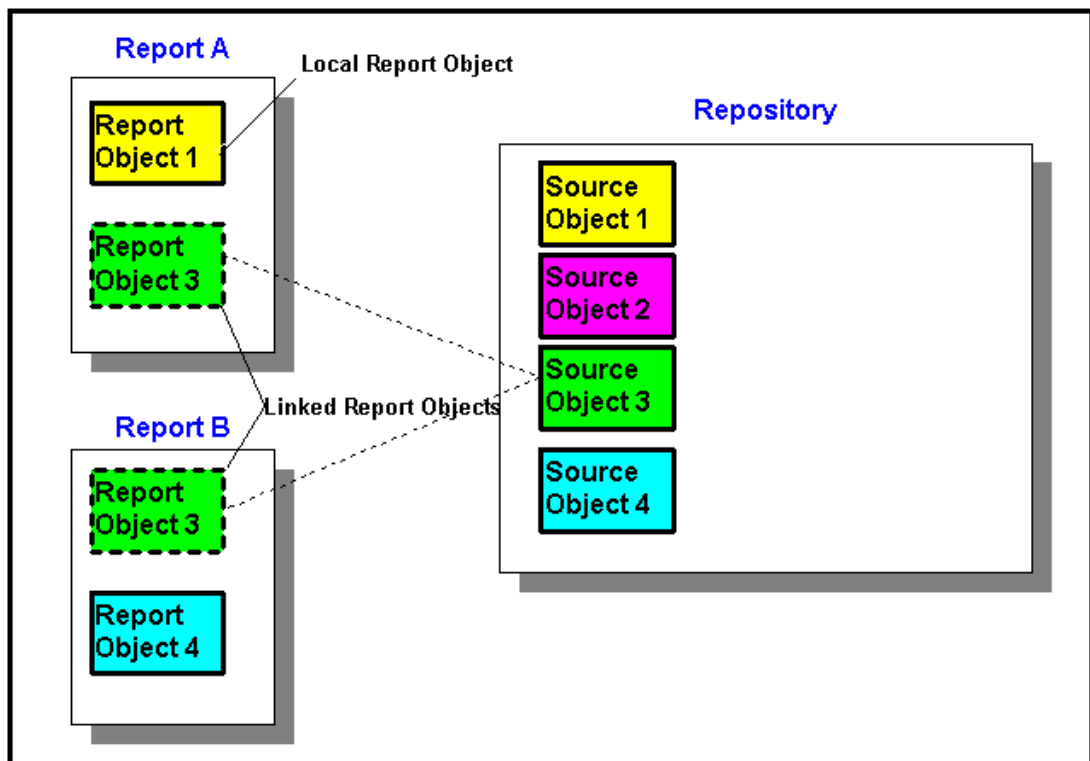 Report A
Local Report Object
Report
Object 1
Report
Object 3
Linked Report Objects
Report B
Report
Object 3
Report
Object 4
Repository
Source
Object 1
Source
Object 2
Source
Object 3
Source
Object 4